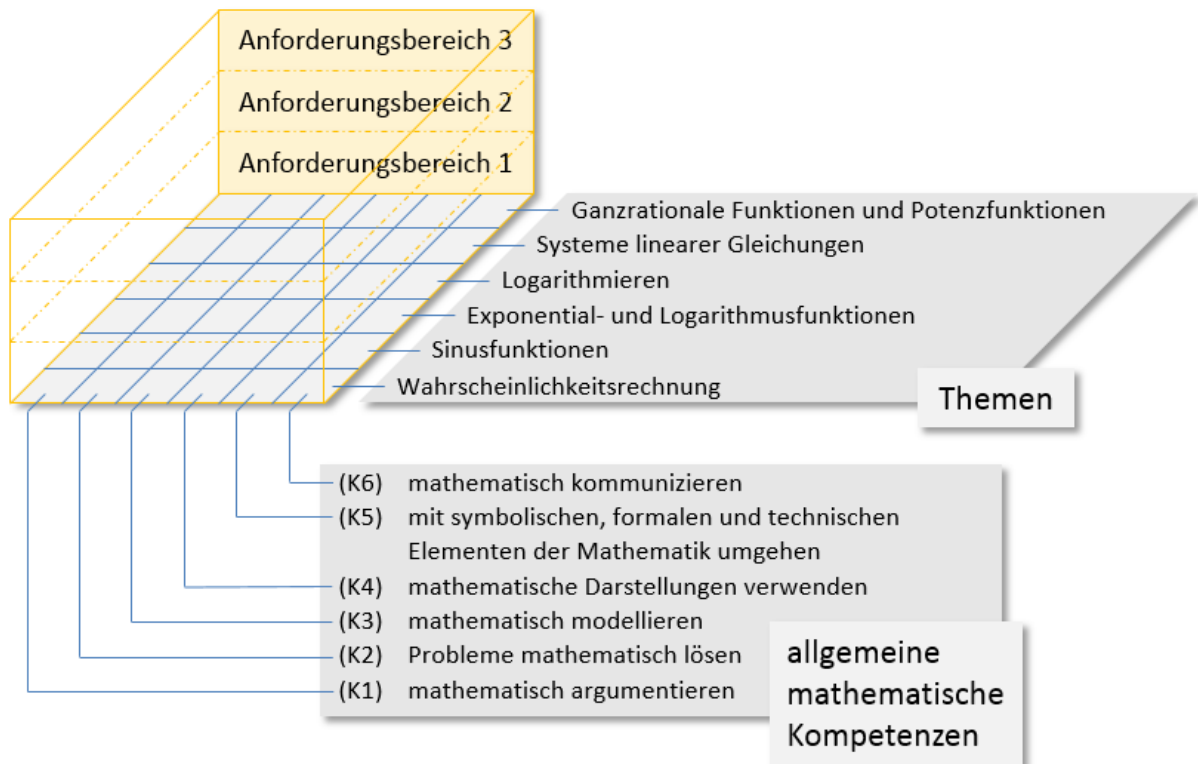 Anforderungsbereich 3
Anforderungsbereich 2
Anforderungsbereich 1
Ganzrationale Funktionen und Potenzfunktionen
Systeme linearer Gleichungen
Logarithmieren
Exponential- und Logarithmusfunktionen
Sinusfunktionen
Wahrscheinlichkeitsrechnung
Themen
(K6) mathematisch kommunizieren
(K5) mit symbolischen, formalen und technischen
Elementen der Mathematik umgehen
(K4) mathematische Darstellungen verwenden
(K3) mathematisch modellieren
(K2) Probleme mathematisch lösen
(K1) mathematisch argumentieren
allgemeine
mathematische
Kompetenzen